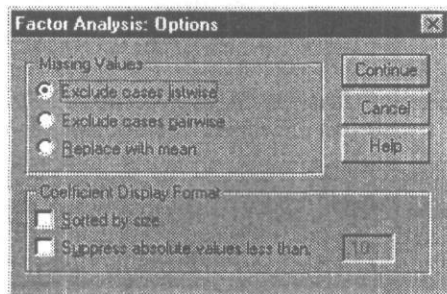 Factor Analysis: Options
Missing Values
Exclude cases listwise
Exclude cases pairwise
Replace with mean
Continue
Cancel
Help
Coefficient Display Format
Sorted by size
Suppress absolute values less than:
.10